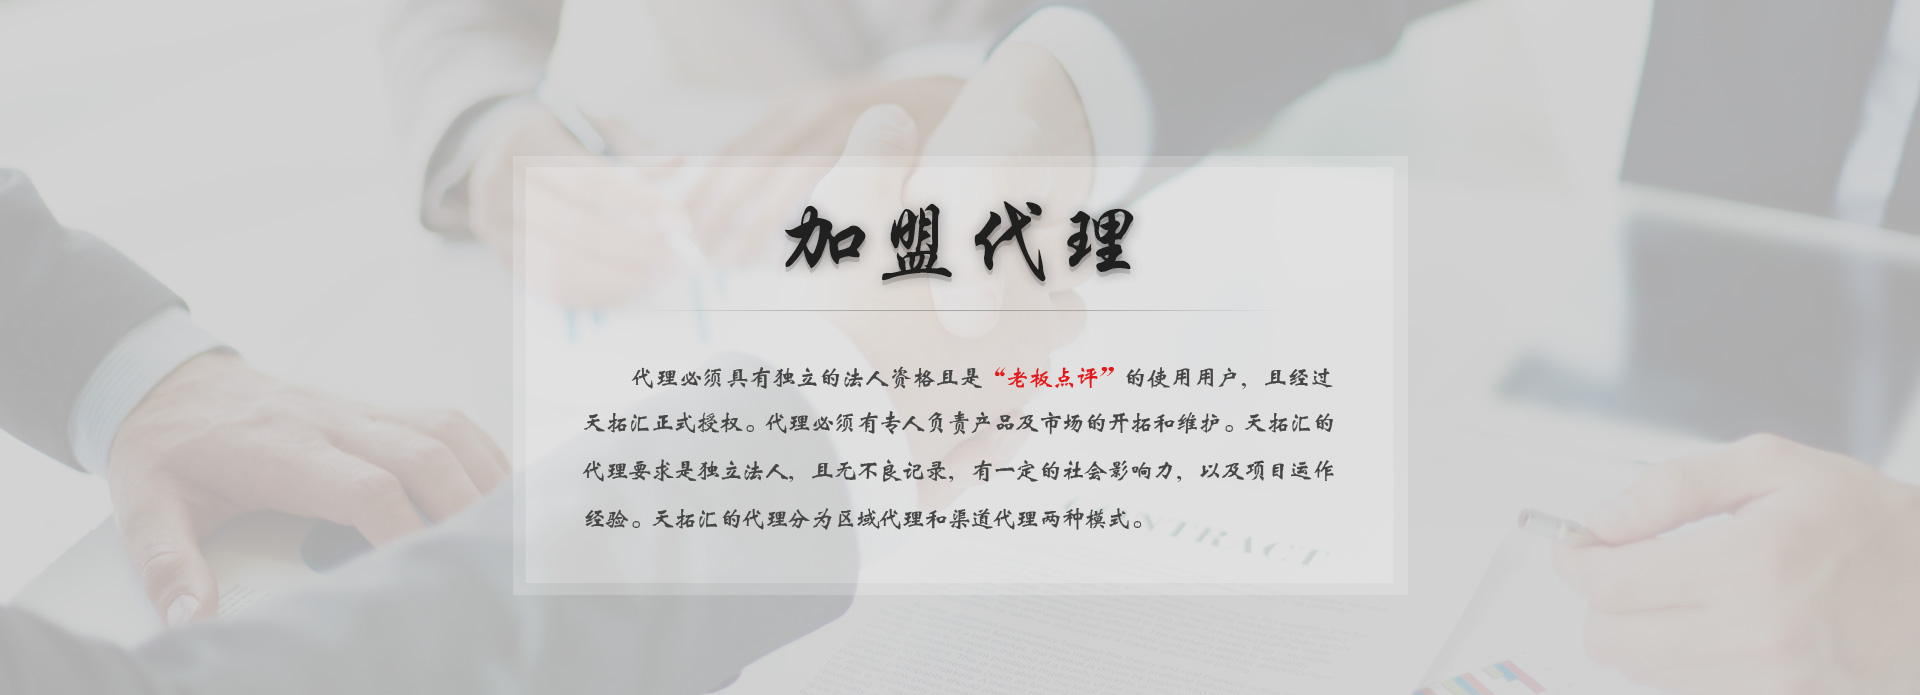 加盟代理
代理必须具有独立的法人资格且是“老板点评”的使用用户，且经过
天拓汇正式授权。代理必须有专人负责产品及市场的开拓和维护。天拓汇的
代理要求是独立法人，且无不良记录，有一定的社会影响力，以及项目运作
经验。天拓汇的代理分为区域代理和渠道代理两种模式。